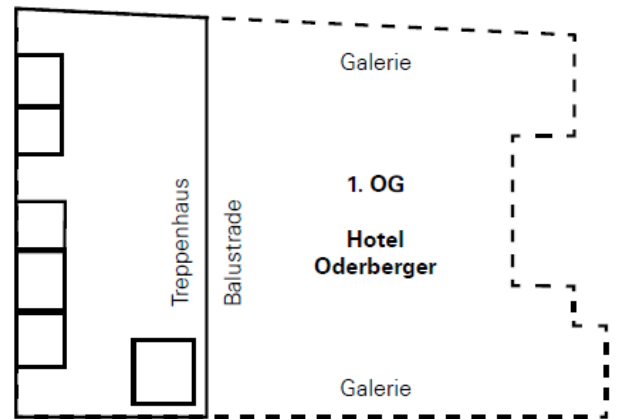 Galerie
1. OG
Hotel
Oderberger
Treppenhaus
Balustrade
Galerie